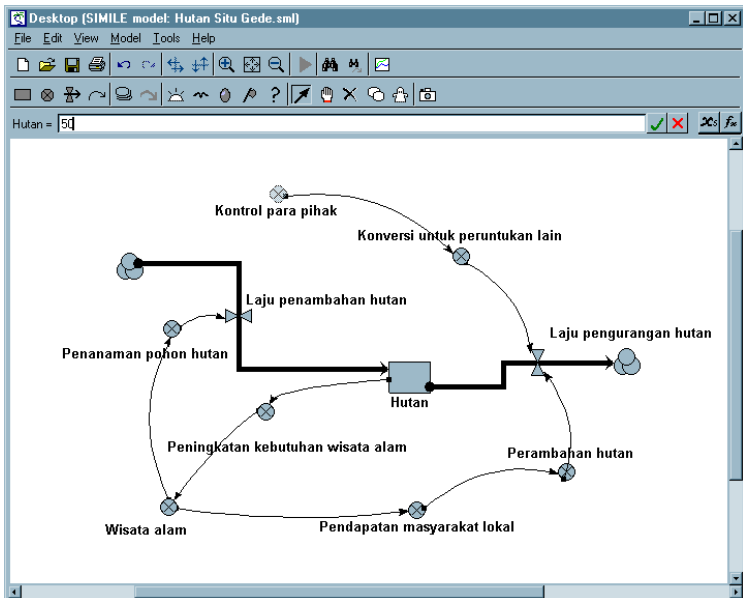 Desktop (SIMILE model: Hutan Situ Gede.sml)
File Edit View Model Tools Help
Hutan = 50
Kontrol para pihak
Konversi untuk peruntukan lain
Laju penambahan hutan
Laju pengurangan hutan
Penanaman pohon hutan
Hutan
Peningkatan kebutuhan wisata alam
Perambahan hutan
Wisata alam
Pendapatan masyarakat lokal